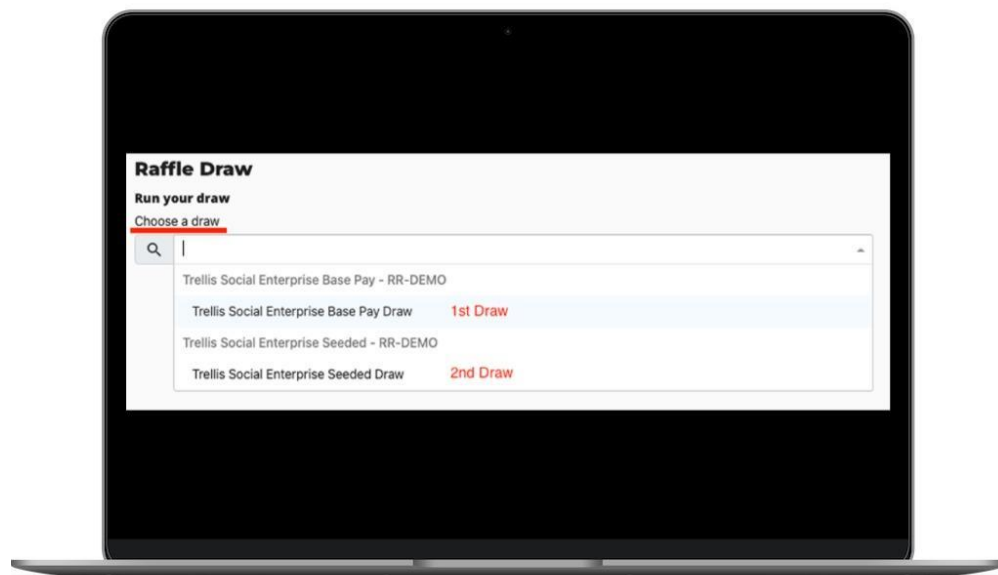 Raffle Draw
Run your draw
Choose a draw
Trellis Social Enterprise Base Pay - RR-DEMO
Trellis Social Enterprise Base Pay Draw 1st Draw
Trellis Social Enterprise Seeded - RR-DEMO
Trellis Social Enterprise Seeded Draw 2nd Draw